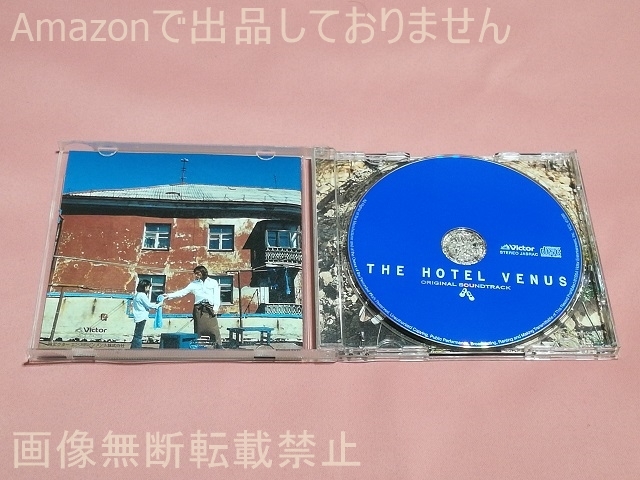 Amazonで出品しておりません
Victor
STEREO JASRAC
THE HOTEL VENUS
ORIGINAL SOUNDTRACK
Victor
画像無断転載禁止